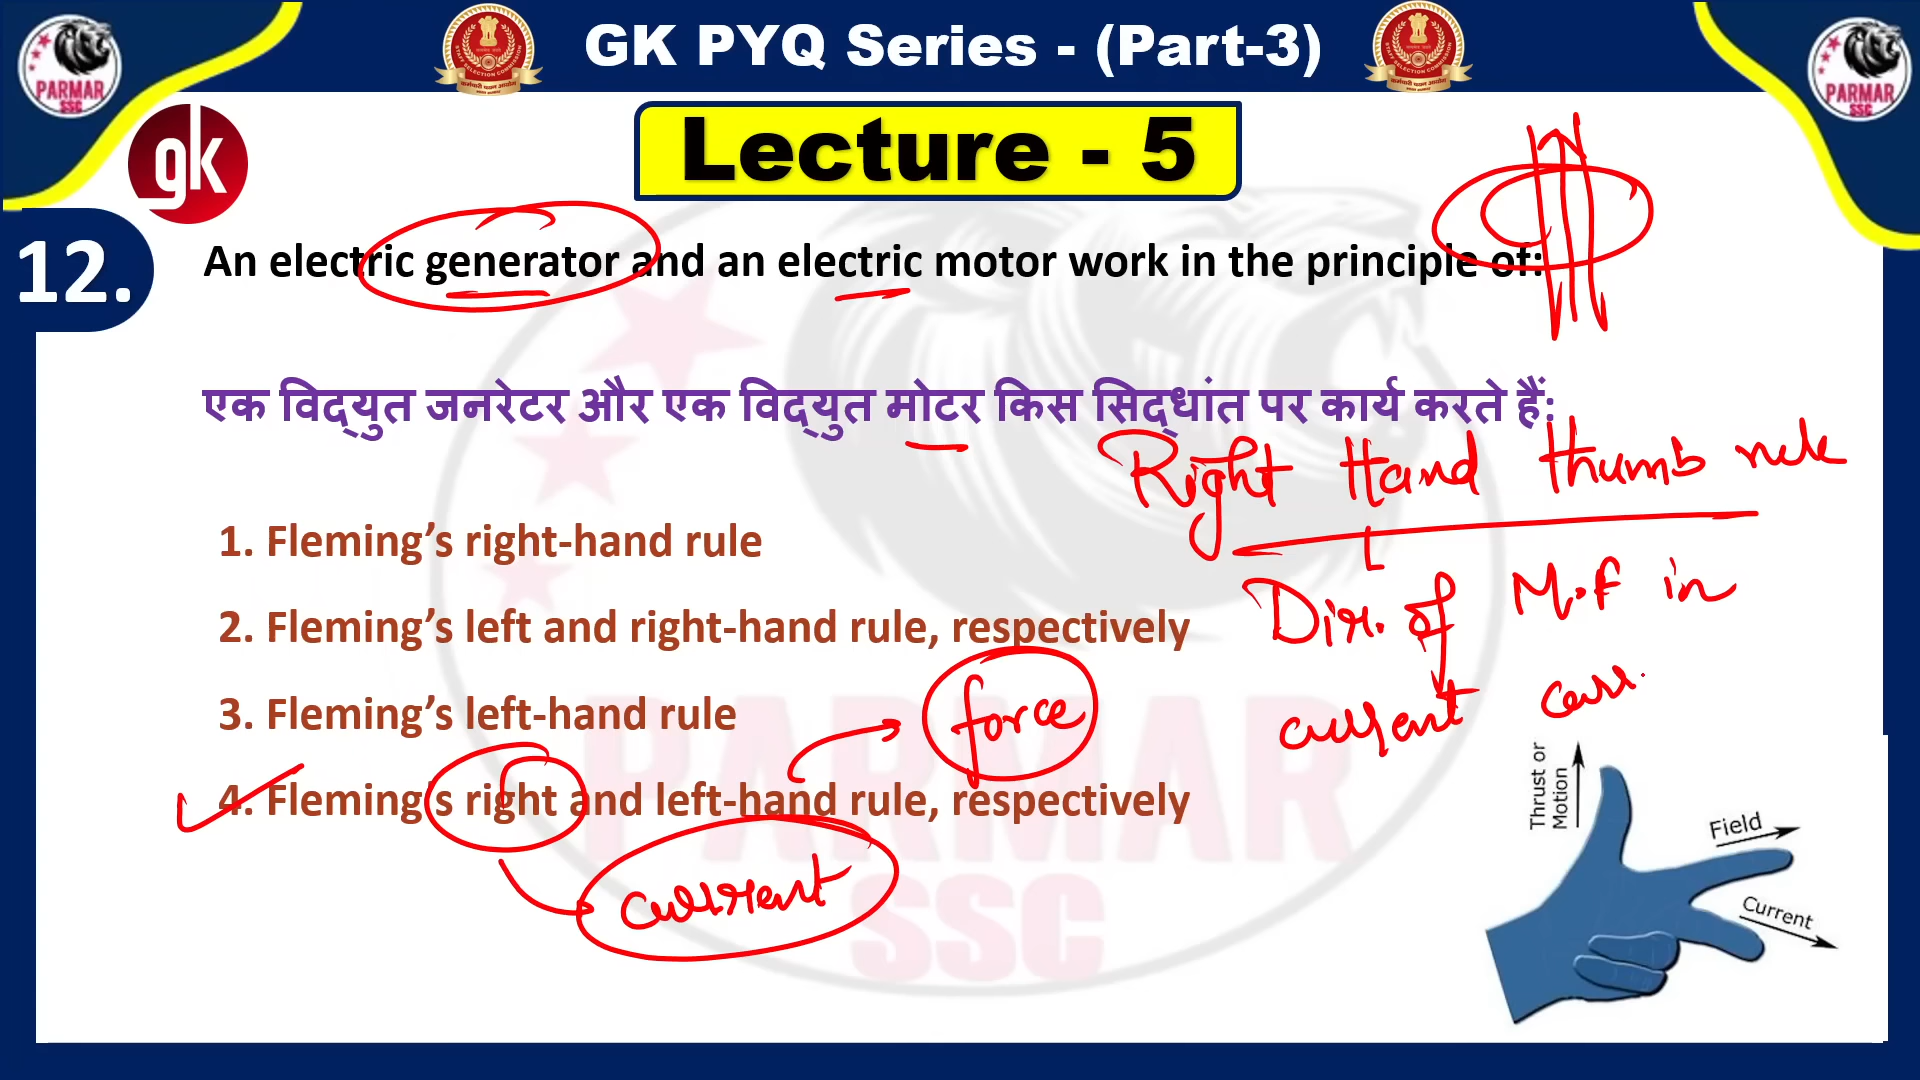 GK PYQ Series - (Part-3)
PARMAR
SSC
PARMAR
SSC
gk
Lecture - 5
12.
An electric generator and an electric motor work in the principle of:
एक विद्युत जनरेटर और एक विद्युत मोटर किस सिद्धांत पर कार्य करते हैं:
Right Hand thumb rule
1. Fleming’s right-hand rule
Dir. of M.F in
2. Fleming’s left and right-hand rule, respectively
current carr.
3. Fleming’s left-hand rule
force
4. Fleming’s right and left-hand rule, respectively
current
Thrust or
Motion
Field
Current
PARMAR
SSC